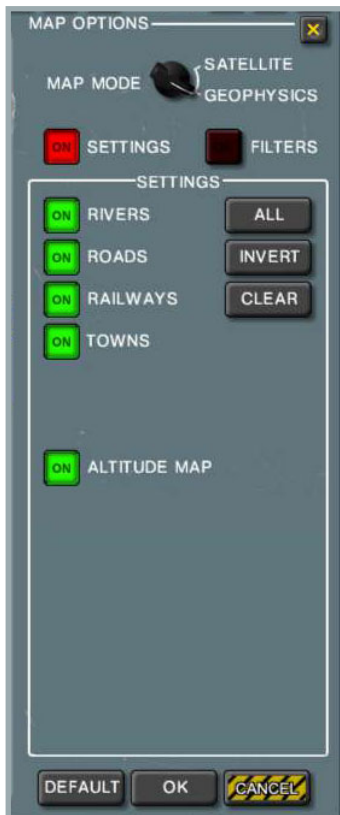 MAP OPTIONS
X
SATELLITE
MAP MODE
GEOPHYSICS
ON SETTINGS FILTERS
SETTINGS
ON RIVERS ALL
ON ROADS INVERT
ON RAILWAYS CLEAR
ON TOWNS
ON ALTITUDE MAP
DEFAULT OK CANCEL